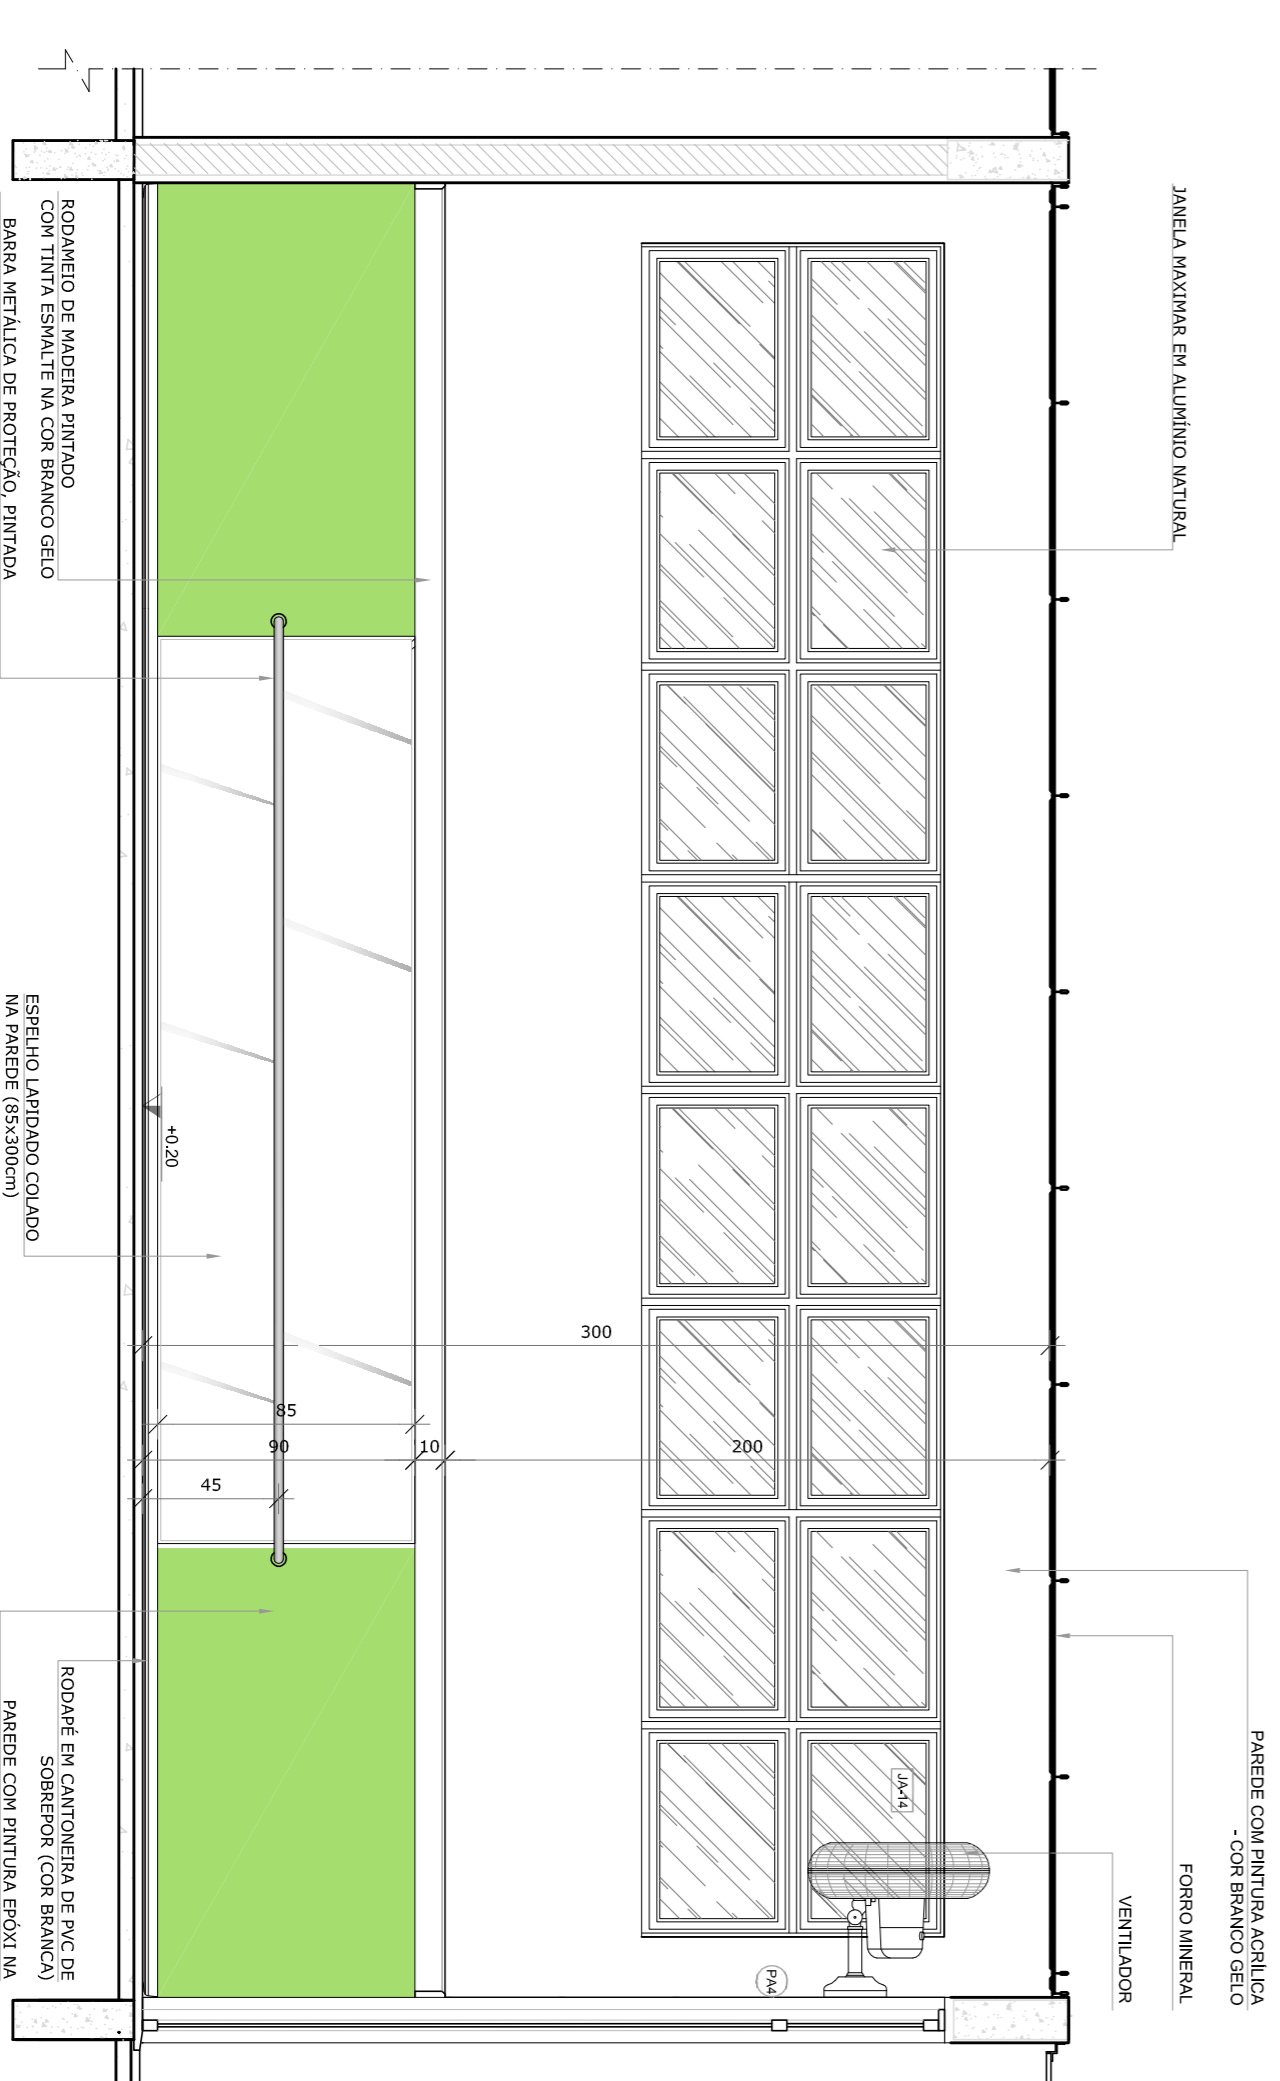 JANELA MAXIMAR EM ALUMÍNIO NATURAL
PAREDE COM PINTURA ACRÍLICA
- COR BRANCO GELO
FORRO MINERAL
VENTILADOR
JA-14
PA4
300
85
90
10
200
45
+0.20
RODAMEIO DE MADEIRA PINTADO
COM TINTA ESMALTE NA COR BRANCO GELO
BARRA METÁLICA DE PROTEÇÃO, PINTADA
ESPELHO LAPIDADO COLADO
NA PAREDE (85x300cm)
RODAPÉ EM CANTONEIRA DE PVC DE
SOBREPOR (COR BRANCA)
PAREDE COM PINTURA EPÓXI NA